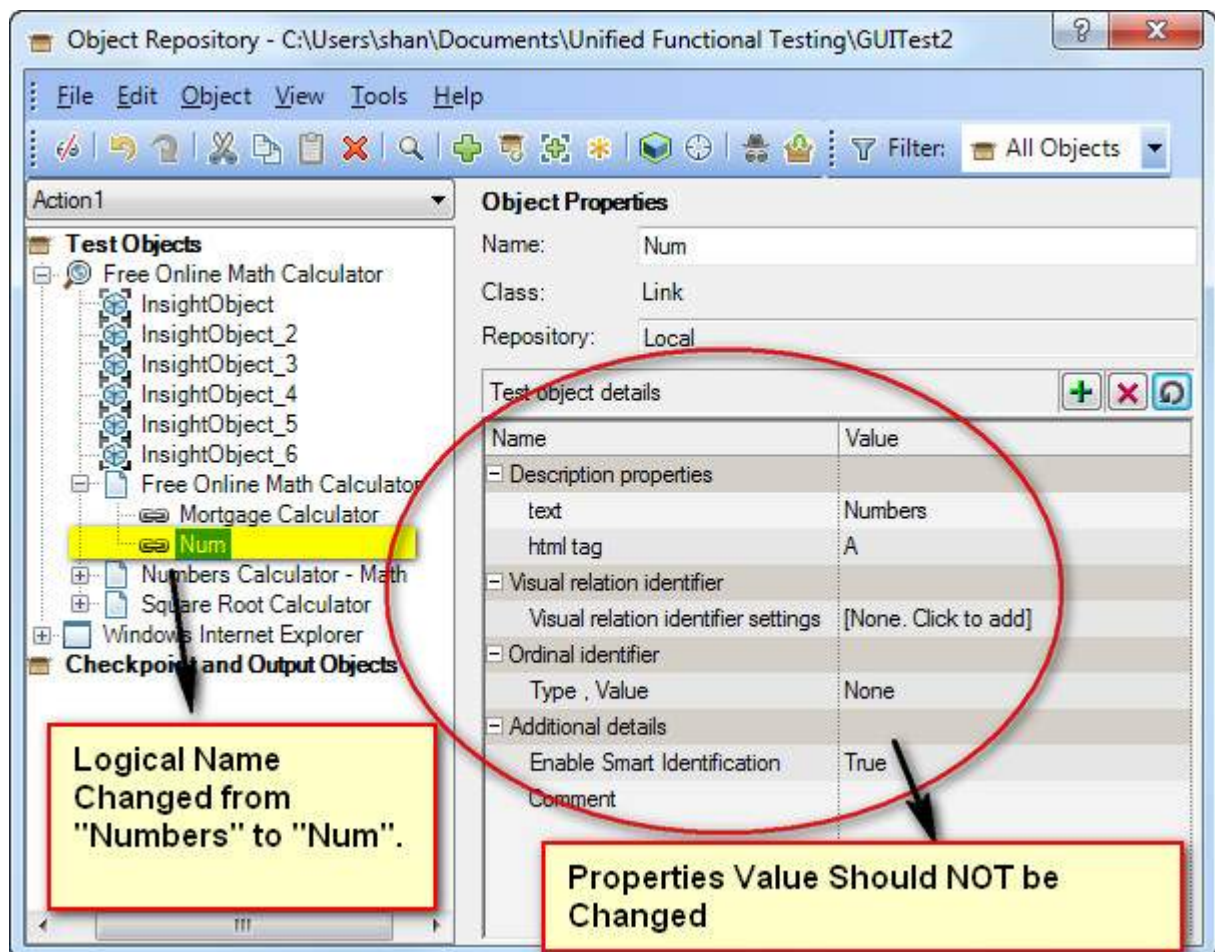 Object Repository - C:\Users\shan\Documents\Unified Functional Testing\GUITest2
File Edit Object View Tools Help
Filter: All Objects
Action1
Test Objects
Free Online Math Calculator
InsightObject
InsightObject_2
InsightObject_3
InsightObject_4
InsightObject_5
InsightObject_6
Free Online Math Calculator
Mortgage Calculator
Num
Numbers Calculator - Math
Square Root Calculator
Windows Internet Explorer
Checkpoint and Output Objects
Logical Name
Changed from
"Numbers" to "Num".
Object Properties
Name: Num
Class: Link
Repository: Local
Test object details
Name Value
Description properties
text Numbers
html tag A
Visual relation identifier
Visual relation identifier settings [None. Click to add]
Ordinal identifier
Type , Value None
Additional details
Enable Smart Identification True
Comment
Properties Value Should NOT be
Changed